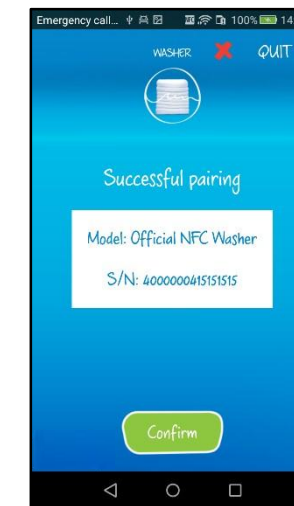 Emergency call... 100% 14
WASHER QUIT
Successful pairing
Model: Official NFC Washer
S/N: 4000000415151515
Confirm